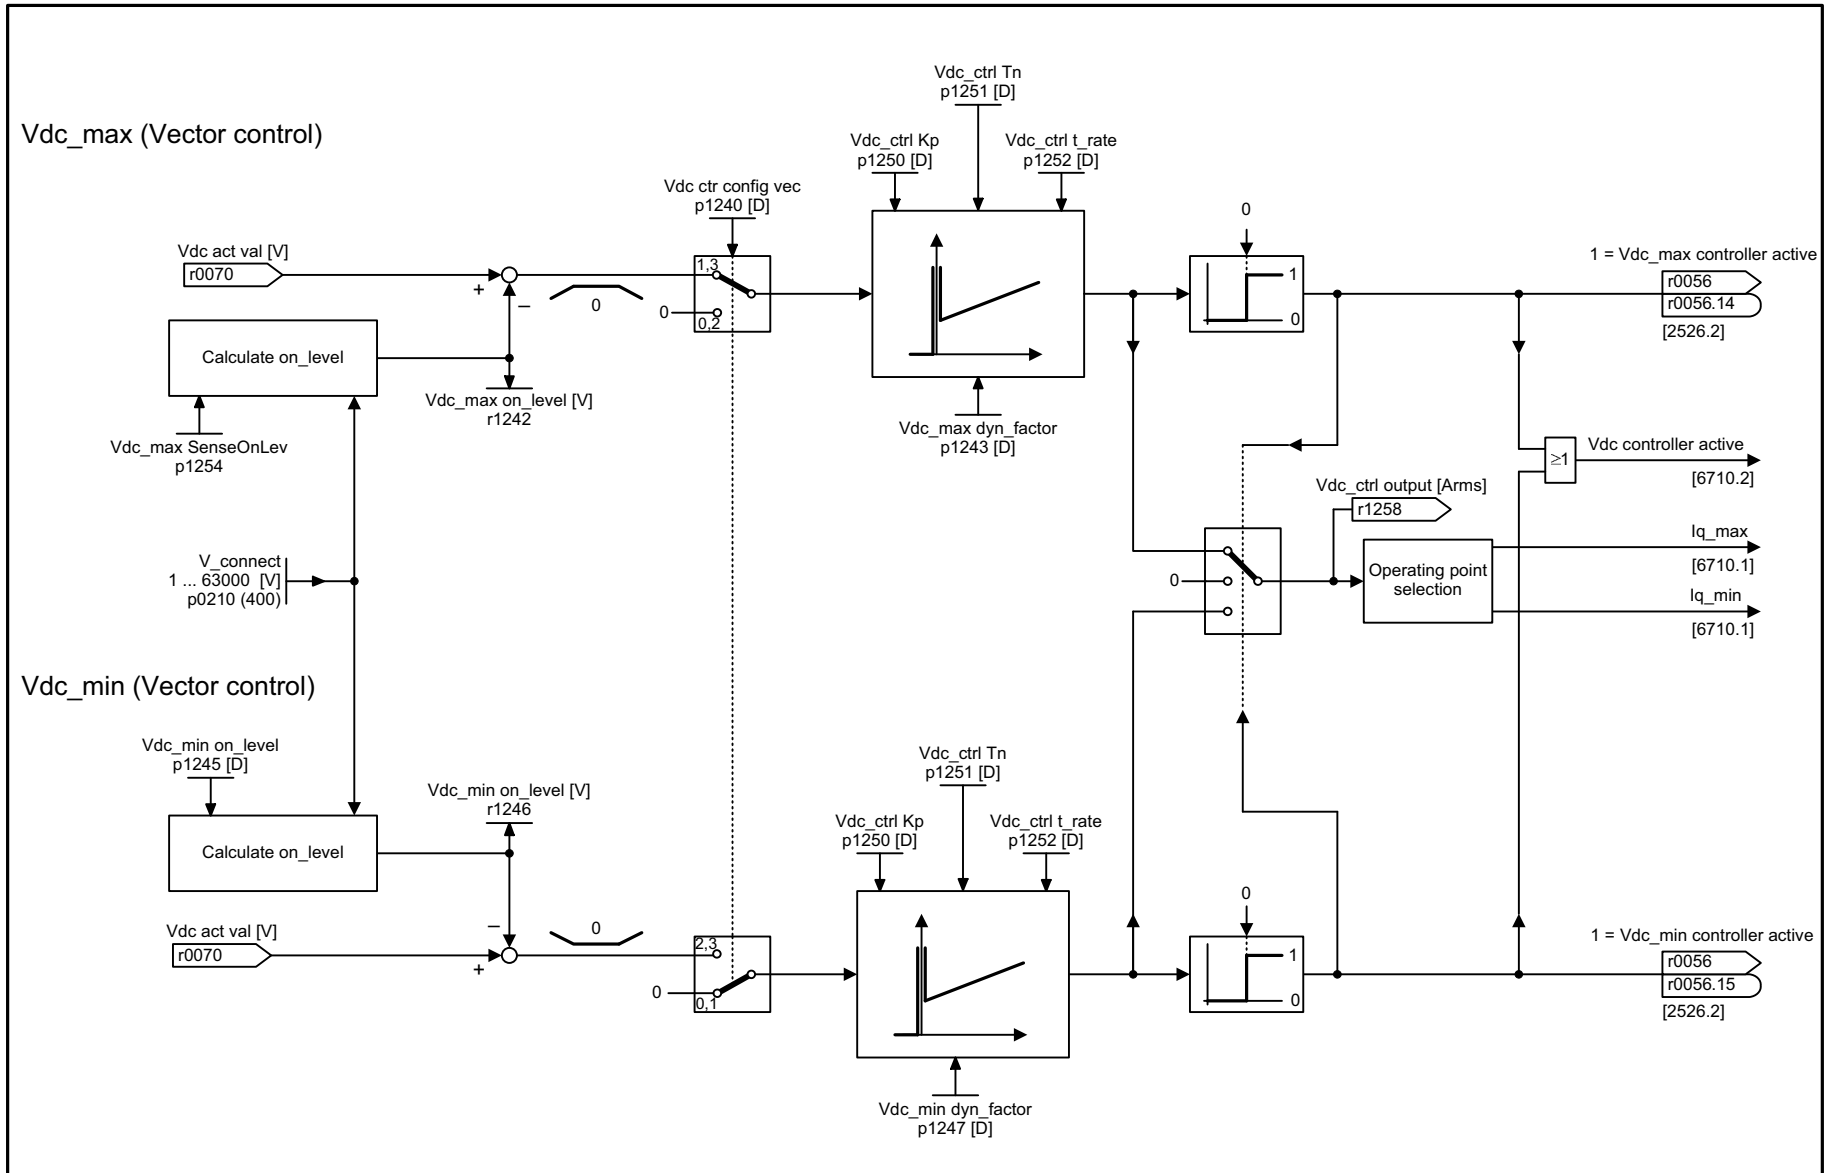 Vdc_max (Vector control)
Vdc_ctrl Tn
p1251 [D]
Vdc_ctrl Kp
p1250 [D]
Vdc_ctrl t_rate
p1252 [D]
Vdc ctr config vec
p1240 [D]
0
Vdc act val [V]
r0070
+
–
0
1,3
0
0,2
1
0
1 = Vdc_max controller active
r0056
r0056.14
[2526.2]
Calculate on_level
Vdc_max on_level [V]
r1242
Vdc_max SenseOnLev
p1254
Vdc_max dyn_factor
p1243 [D]
≥1
Vdc controller active
[6710.2]
Vdc_ctrl output [Arms]
r1258
V_connect
1 ... 63000 [V]
p0210 (400)
0
Operating point
selection
Iq_max
[6710.1]
Iq_min
[6710.1]
Vdc_min (Vector control)
Vdc_min on_level
p1245 [D]
Vdc_min on_level [V]
r1246
Vdc_ctrl Tn
p1251 [D]
Vdc_ctrl Kp
p1250 [D]
Vdc_ctrl t_rate
p1252 [D]
Calculate on_level
0
Vdc act val [V]
r0070
–
+
0
2,3
0
0,1
1
0
1 = Vdc_min controller active
r0056
r0056.15
[2526.2]
Vdc_min dyn_factor
p1247 [D]